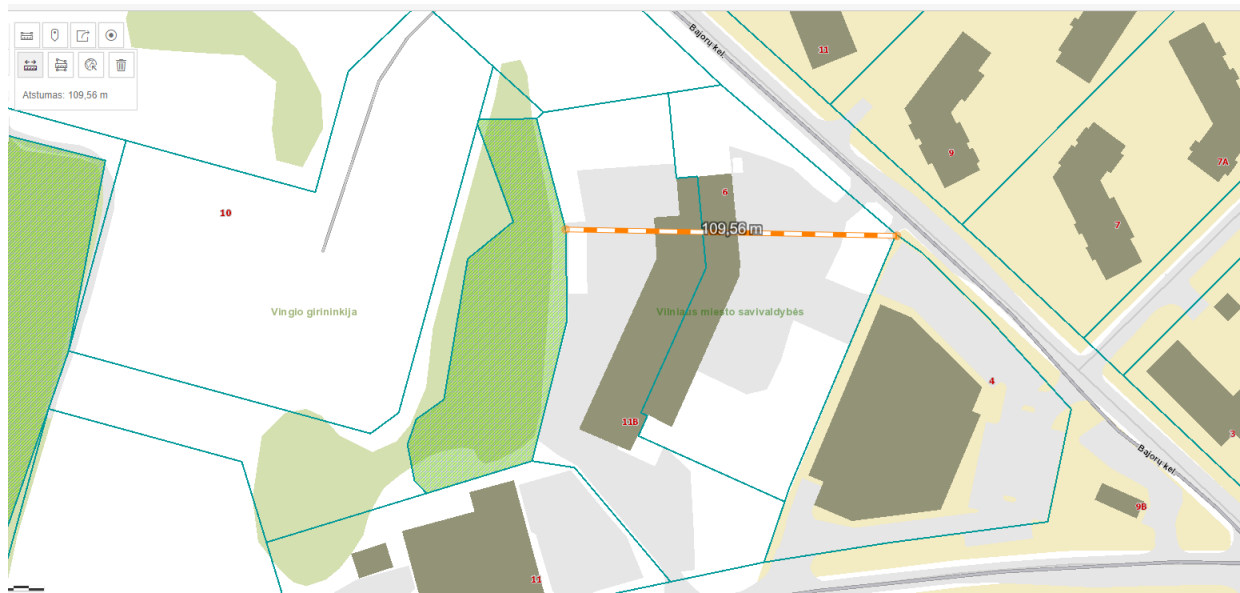 Atstumas: 109,56 m
Bajorų kel.
11
9
7A
6
10
109,56 m
7
Vingio girininkija
Vilniaus miesto savivaldybės
4
11B
3
Bajorų kel.
9B
11